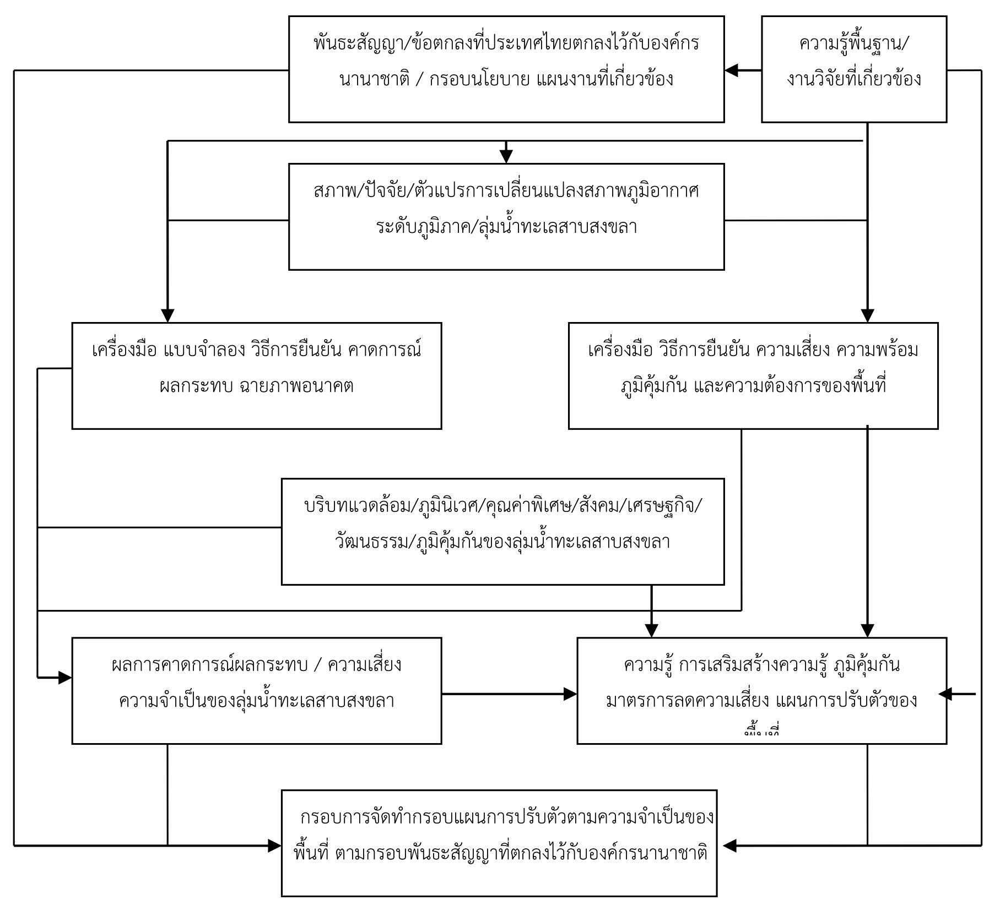 พันธะสัญญา/ข้อตกลงที่ประเทศไทยตกลงไว้กับองค์กร
นานาชาติ / กรอบนโยบาย แผนงานที่เกี่ยวข้อง
ความรู้พื้นฐาน/
งานวิจัยที่เกี่ยวข้อง
สภาพ/ปัจจัย/ตัวแปรการเปลี่ยนแปลงสภาพภูมิอากาศ
ระดับภูมิภาค/ลุ่มน้ำทะเลสาบสงขลา
เครื่องมือ แบบจำลอง วิธีการยืนยัน คาดการณ์
ผลกระทบ ฉายภาพอนาคต
เครื่องมือ วิธีการยืนยัน ความเสี่ยง ความพร้อม
ภูมิคุ้มกัน และความต้องการของพื้นที่
บริบทแวดล้อม/ภูมินิเวศ/คุณค่าพิเศษ/สังคม/เศรษฐกิจ/
วัฒนธรรม/ภูมิคุ้มกันของลุ่มน้ำทะเลสาบสงขลา
ผลการคาดการณ์ผลกระทบ / ความเสี่ยง
ความจำเป็นของลุ่มน้ำทะเลสาบสงขลา
ความรู้ การเสริมสร้างความรู้ ภูมิคุ้มกัน
มาตรการลดความเสี่ยง แผนการปรับตัวของ
พื้นที่
กรอบการจัดทำกรอบแผนการปรับตัวตามความจำเป็นของ
พื้นที่ ตามกรอบพันธะสัญญาที่ตกลงไว้กับองค์กรนานาชาติ